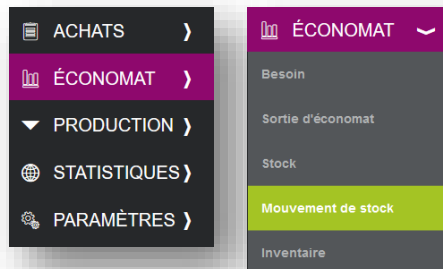 ACHATS
ÉCONOMAT
PRODUCTION
STATISTIQUES
PARAMÈTRES
ÉCONOMAT
Besoin
Sortie d'économat
Stock
Mouvement de stock
Inventaire